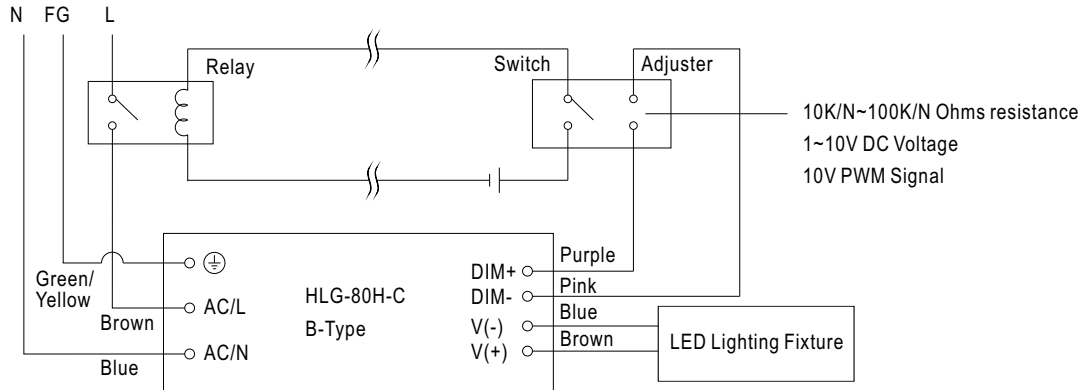 N FG L
Relay
Switch
Adjuster
10K/N~100K/N Ohms resistance
1~10V DC Voltage
10V PWM Signal
Green/
Yellow
Brown
Blue
AC/L
AC/N
HLG-80H-C
B-Type
DIM+
DIM-
V(-)
V(+)
Purple
Pink
Blue
Brown
LED Lighting Fixture